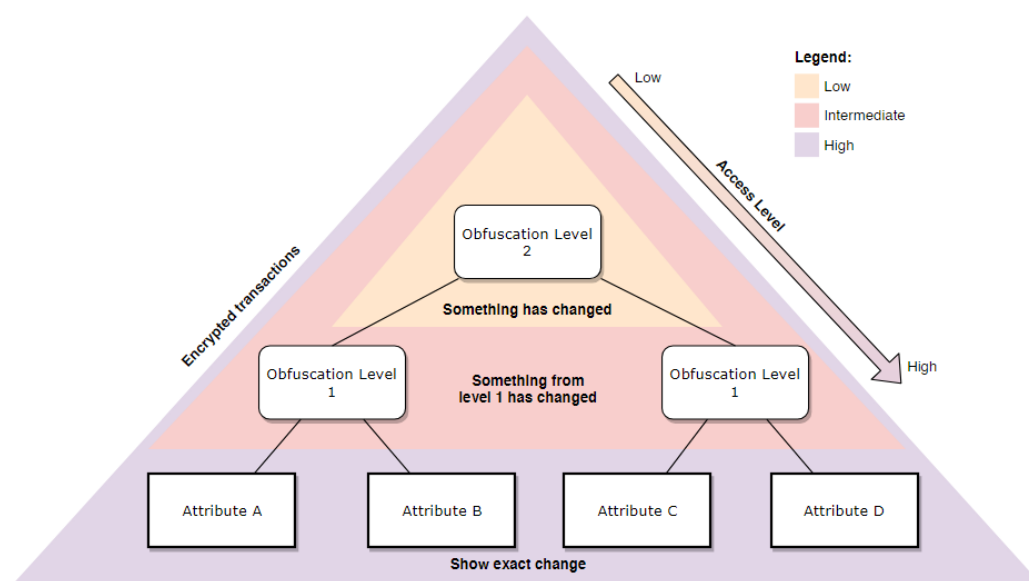 Legend:
Low
Low
Intermediate
High
Access Level
Encrypted transactions
Obfuscation Level
2
Something has changed
High
Obfuscation Level
1
Something from
level 1 has changed
Obfuscation Level
1
Attribute A
Attribute B
Attribute C
Attribute D
Show exact change